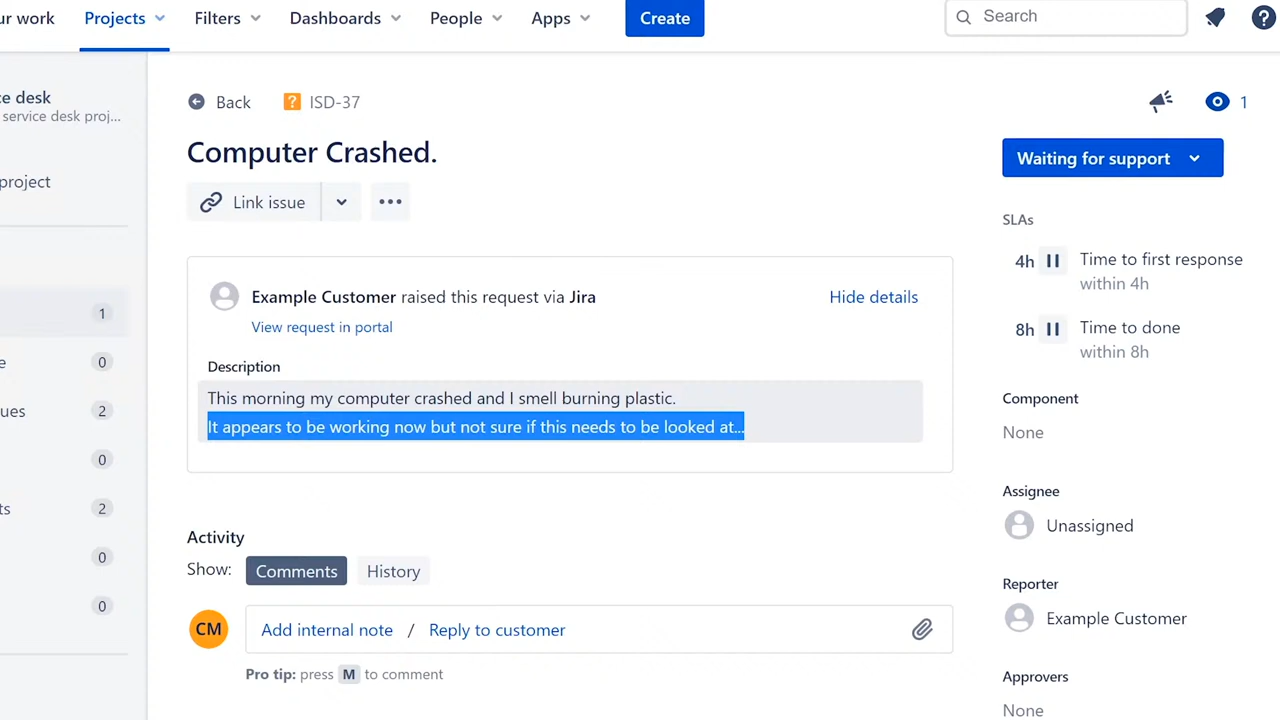 ur work Projects Filters Dashboards People Apps Create Search ?
ce desk
service desk proj...
project
1
e 0
ues 2
0
ts 2
0
0
Back ? ISD-37
1
Computer Crashed.
Waiting for support
Link issue
SLAs
4h Time to first response
within 4h
8h Time to done
within 8h
Example Customer raised this request via Jira Hide details
View request in portal
Description
This morning my computer crashed and I smell burning plastic.
It appears to be working now but not sure if this needs to be looked at...
Component
None
Assignee
Unassigned
Reporter
Example Customer
Approvers
None
Activity
Show: Comments History
CM Add internal note / Reply to customer
Pro tip: press M to comment